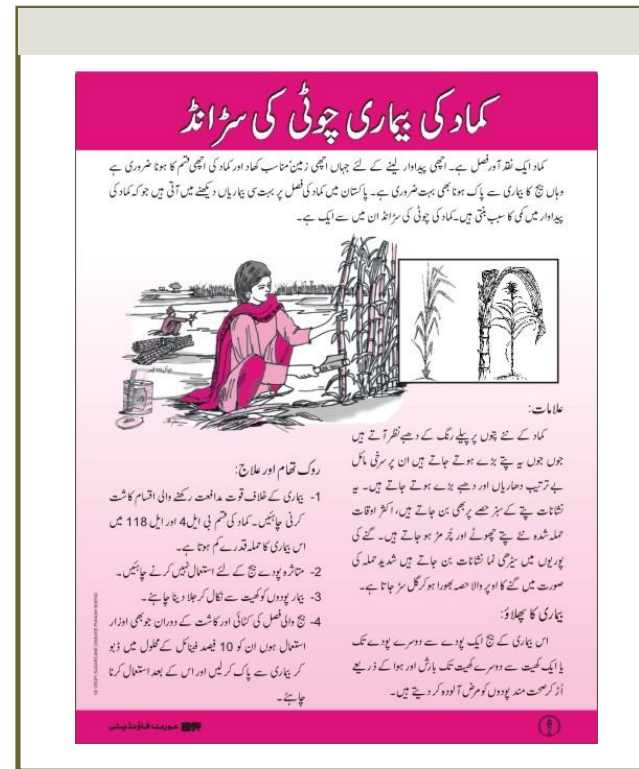 کماد کی بیماری چوٹی کی سڑانڈ
کماد ایک نقد آور فصل ہے۔ اچھی پیداوار لینے کے لئے جہاں اچھی زمین، مناسب کھاد اور کماد کی اچھی قسم کا ہونا ضروری ہے
وہاں بیج کا بیماری سے پاک ہونا بھی بہت ضروری ہے۔ پاکستان میں کماد کی فصل پر بہت سی بیماریاں دیکھنے میں آتی ہیں جو کہ کماد کی
پیداوار میں کمی کا سبب بنتی ہیں۔ کماد کی چوٹی کی سڑانڈ ان میں سے ایک ہے۔
علامات:
کماد کے نئے پتوں پر پیلے رنگ کے دھبے نظر آتے ہیں
جوں جوں یہ پتے بڑے ہوتے جاتے ہیں ان پر سرخی مائل
بے ترتیب دھاریاں اور دھبے بڑے ہوتے جاتے ہیں۔ یہ
نشانات پتے کے سبز حصے پر بھی بن جاتے ہیں، اکثر اوقات
حملہ شدہ نئے پتے چھوٹے اور چُر مڑ ہو جاتے ہیں۔ گنے کی
پوریوں میں سیڑھی نما نشانات بن جاتے ہیں شدید حملہ کی
صورت میں گنے کا اوپر والا حصہ بھورا ہو کر گل سڑ جاتا ہے۔
بیماری کا پھلاؤ:
اس بیماری کے بیج ایک پودے سے دوسرے پودے تک
یا ایک کھیت سے دوسرے کھیت تک بارش اور ہوا کے ذریعے
اُڑ کر صحت مند پودوں کو مرض آلودہ کر دیتے ہیں۔
روک تھام اور علاج:
1- بیماری کے خلاف قوت مدافعت رکھنے والی اقسام کاشت
کرنی چاہئیں۔ کماد کی قسم بی ایل 4 اور ایل 118 میں
اس بیماری کا حملہ قدرے کم ہوتا ہے۔
2- متاثرہ پودے بیج کے لئے استعمال نہیں کرنے چاہئیں۔
3- بیمار پودوں کو کھیت سے نکال کر جلا دینا چاہئے۔
4- بیج والی فصل کی کٹائی اور کاشت کے دوران جو بھی اوزار
استعمال ہوں ان کو 10 فیصد فینائل کے محلول میں ڈبو
کر بیماری سے پاک کر لیں اور اس کے بعد استعمال کرنا
چاہئے۔
عورت فاؤنڈیشن